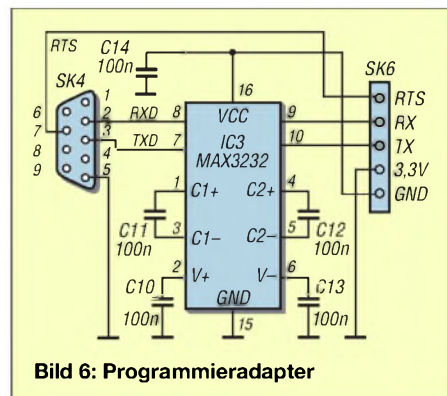 RTS
C14
100n
SK4
SK6
1
6
2
7
3
8
4
9
5
RXD
TXD
8
7
16
VCC
IC3
MAX3232
9
10
RTS
RX
TX
3,3V
GND
1
C1+
C2+
4
C11
100n
3
C1–
C2–
5
C12
100n
2
V+
V–
6
C10
100n
GND
15
C13
100n
Bild 6: Programmieradapter